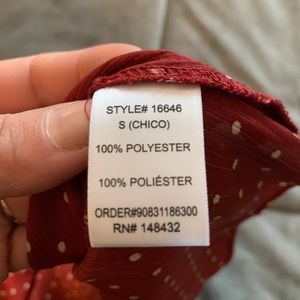 STYLE# 16646
S (CHICO)
100% POLYESTER
100% POLIÉSTER
ORDER#90831186300
RN# 148432